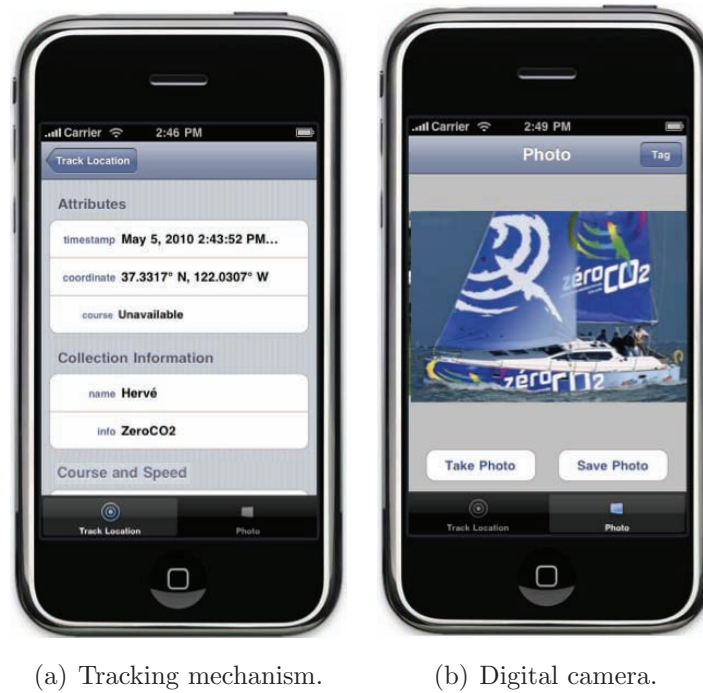 Carrier 2:46 PM
Track Location
Attributes
timestamp May 5, 2010 2:43:52 PM...
coordinate 37.3317° N, 122.0307° W
course Unavailable
Collection Information
name Hervé
info ZeroCO2
Course and Speed
Track Location Photo
(a) Tracking mechanism.
Carrier 2:49 PM
Photo Tag
zéroCO2
zéroCO2
Take Photo Save Photo
Track Location Photo
(b) Digital camera.